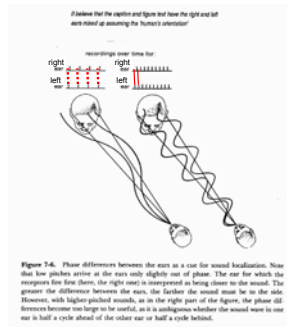 (I believe that the caption and figure text have the right and left
ears mixed up assuming the 'human's orientation'
recordings over time for:
right
ear
left
ear
right
ear
left
ear
Figure 7-6. Phase differences between the ears as a cue for sound localization. Note
that low pitches arrive at the ears only slightly out of phase. The ear for which the
receptors fire first (here, the right one) is interpreted as being closer to the sound. The
greater the difference between the ears, the farther the sound must be to the side.
However, with higher-pitched sounds, as in the right part of the figure, the phase dif-
ferences become too large to be useful, as it is ambiguous whether the sound wave in one
ear is half a cycle ahead of the other ear or half a cycle behind.